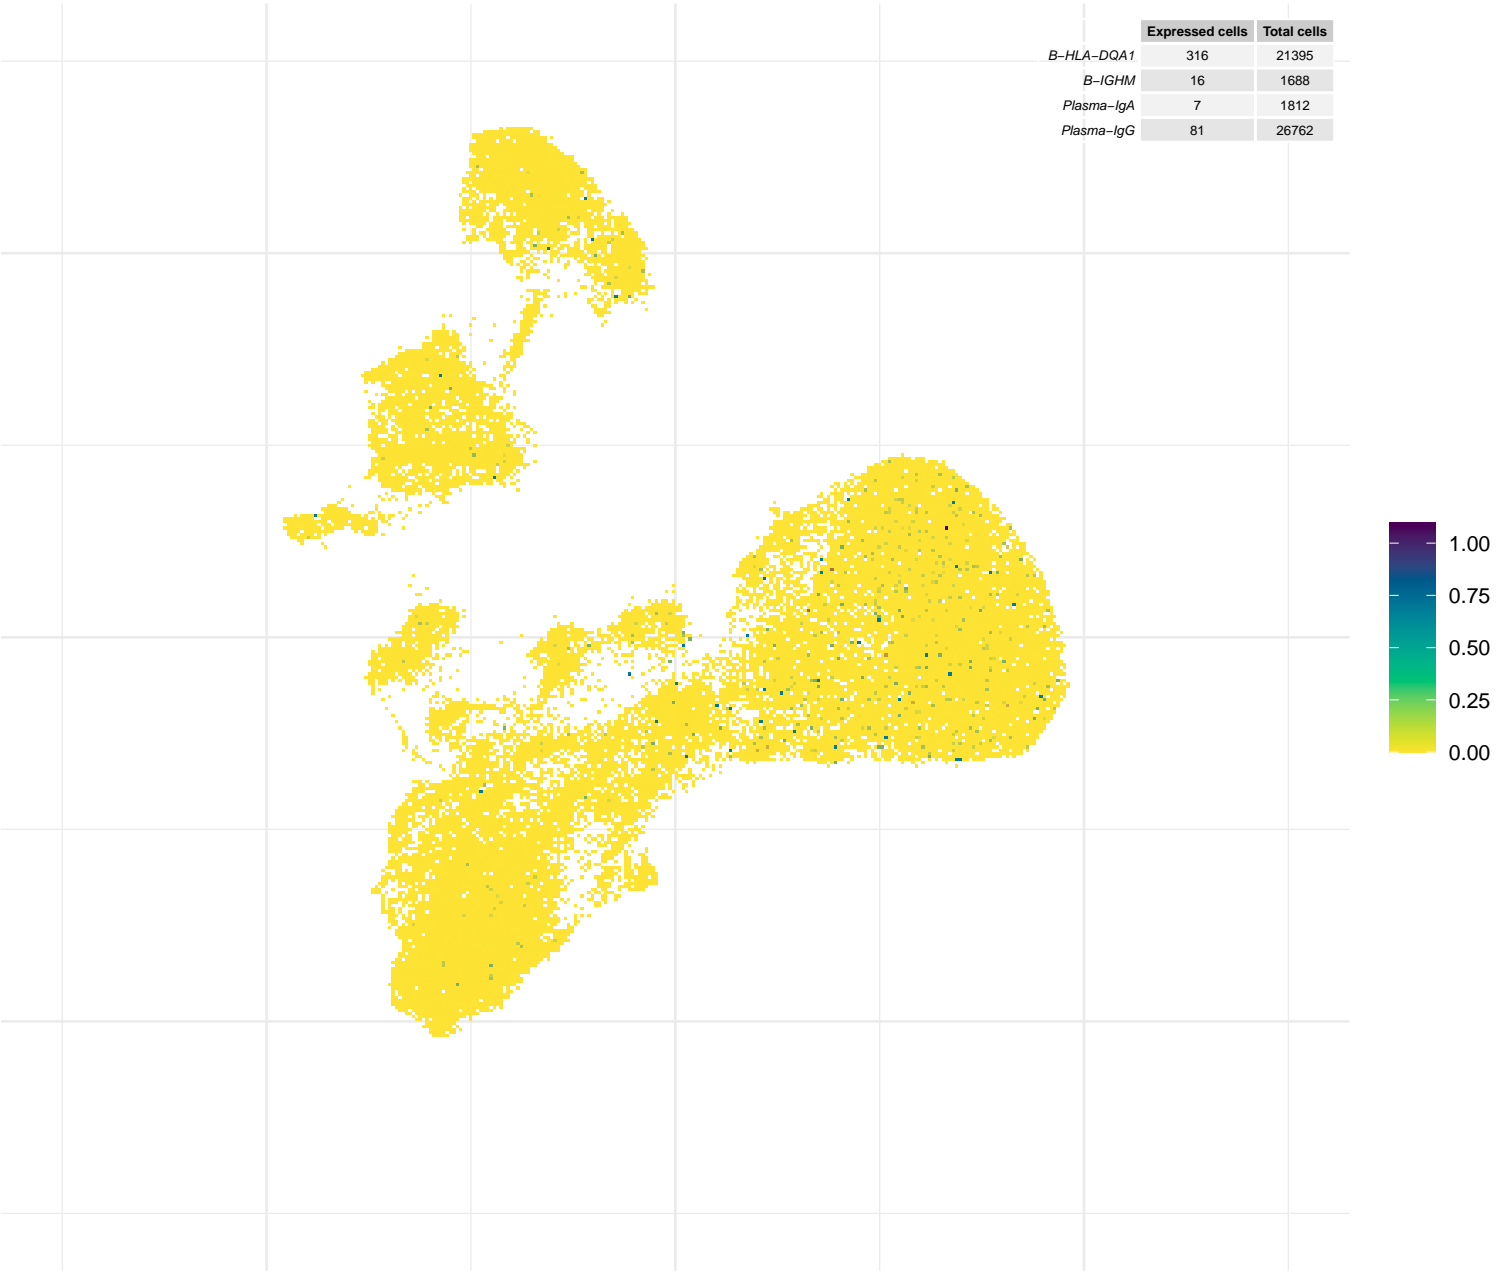 Expressed cells Total cells
B−HLA−DQA1 316 21395
B−IGHM 16 1688
Plasma−IgA 7 1812
Plasma−IgG 81 26762
1.00
0.75
0.50
0.25
0.00